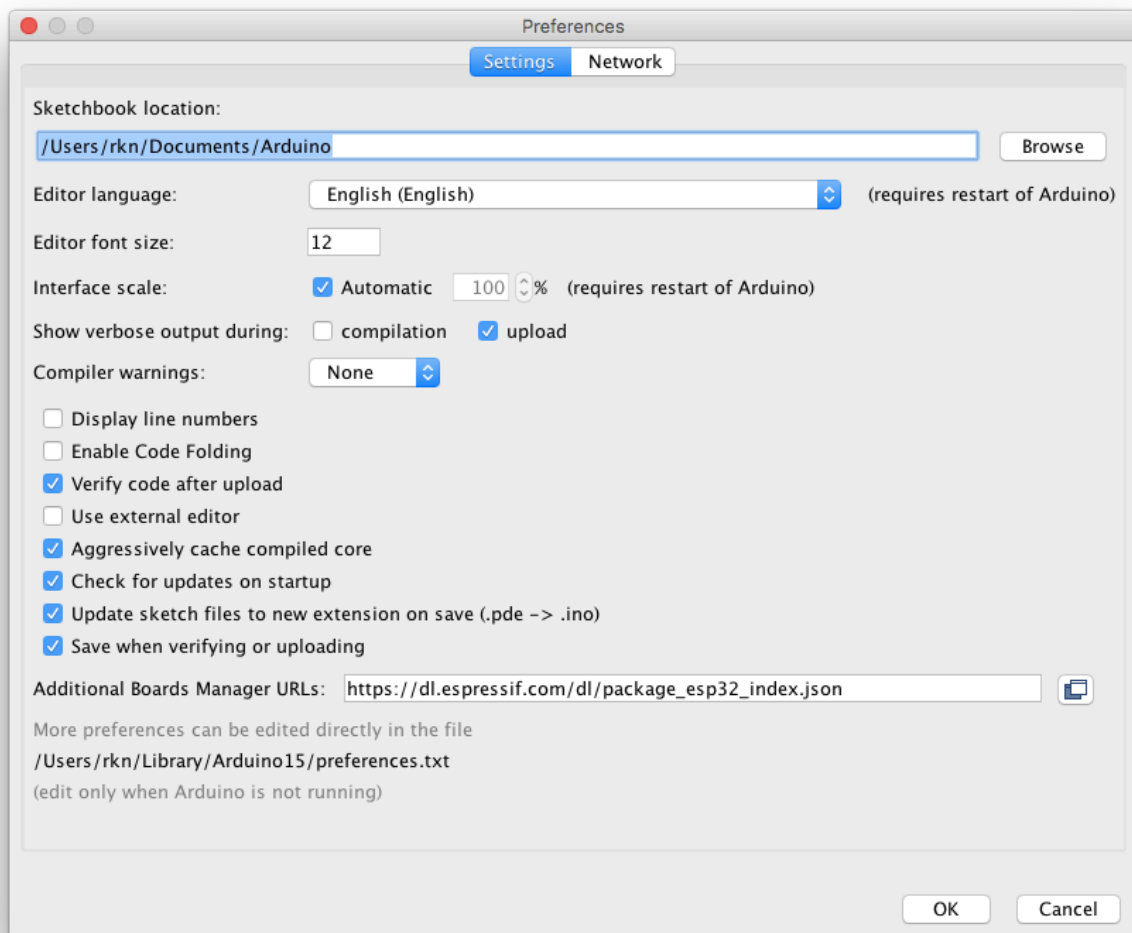 Preferences
Settings Network
Sketchbook location:
/Users/rkn/Documents/Arduino Browse
Editor language: English (English) (requires restart of Arduino)
Editor font size: 12
Interface scale: Automatic 100 % (requires restart of Arduino)
Show verbose output during: compilation upload
Compiler warnings: None
Display line numbers
Enable Code Folding
Verify code after upload
Use external editor
Aggressively cache compiled core
Check for updates on startup
Update sketch files to new extension on save (.pde -> .ino)
Save when verifying or uploading
Additional Boards Manager URLs: https://dl.espressif.com/dl/package_esp32_index.json
More preferences can be edited directly in the file
/Users/rkn/Library/Arduino15/preferences.txt
(edit only when Arduino is not running)
OK Cancel